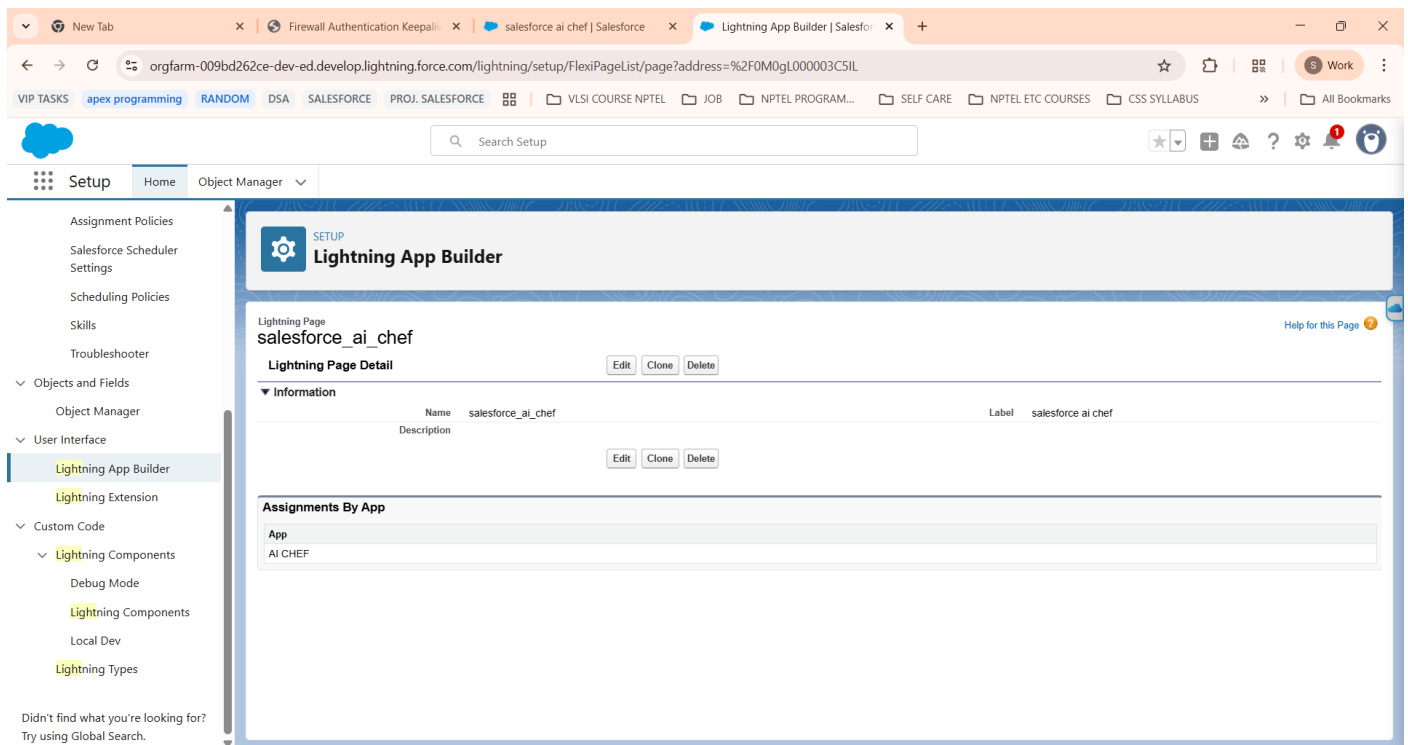 New Tab
Firewall Authentication Keepaliv
salesforce ai chef | Salesforce
Lightning App Builder | Salesfor
orgfarm-009bd262ce-dev-ed.develop.lightning.force.com/lightning/setup/FlexiPageList/page?address=%2F0M0gL000003C5IL
S Work
VIP TASKS apex programming RANDOM DSA SALESFORCE PROJ. SALESFORCE VLSI COURSE NPTEL JOB NPTEL PROGRAM... SELF CARE NPTEL ETC COURSES CSS SYLLABUS » All Bookmarks
Search Setup
1
Setup Home Object Manager
Assignment Policies
Salesforce Scheduler
Settings
Scheduling Policies
Skills
Troubleshooter
Objects and Fields
Object Manager
User Interface
Lightning App Builder
Lightning Extension
Custom Code
Lightning Components
Debug Mode
Lightning Components
Local Dev
Lightning Types
Didn't find what you're looking for?
Try using Global Search.
SETUP
Lightning App Builder
Lightning Page
salesforce_ai_chef
Help for this Page ?
Lightning Page Detail Edit Clone Delete
Information
Name salesforce_ai_chef Label salesforce ai chef
Description
Edit Clone Delete
Assignments By App
App
AI CHEF